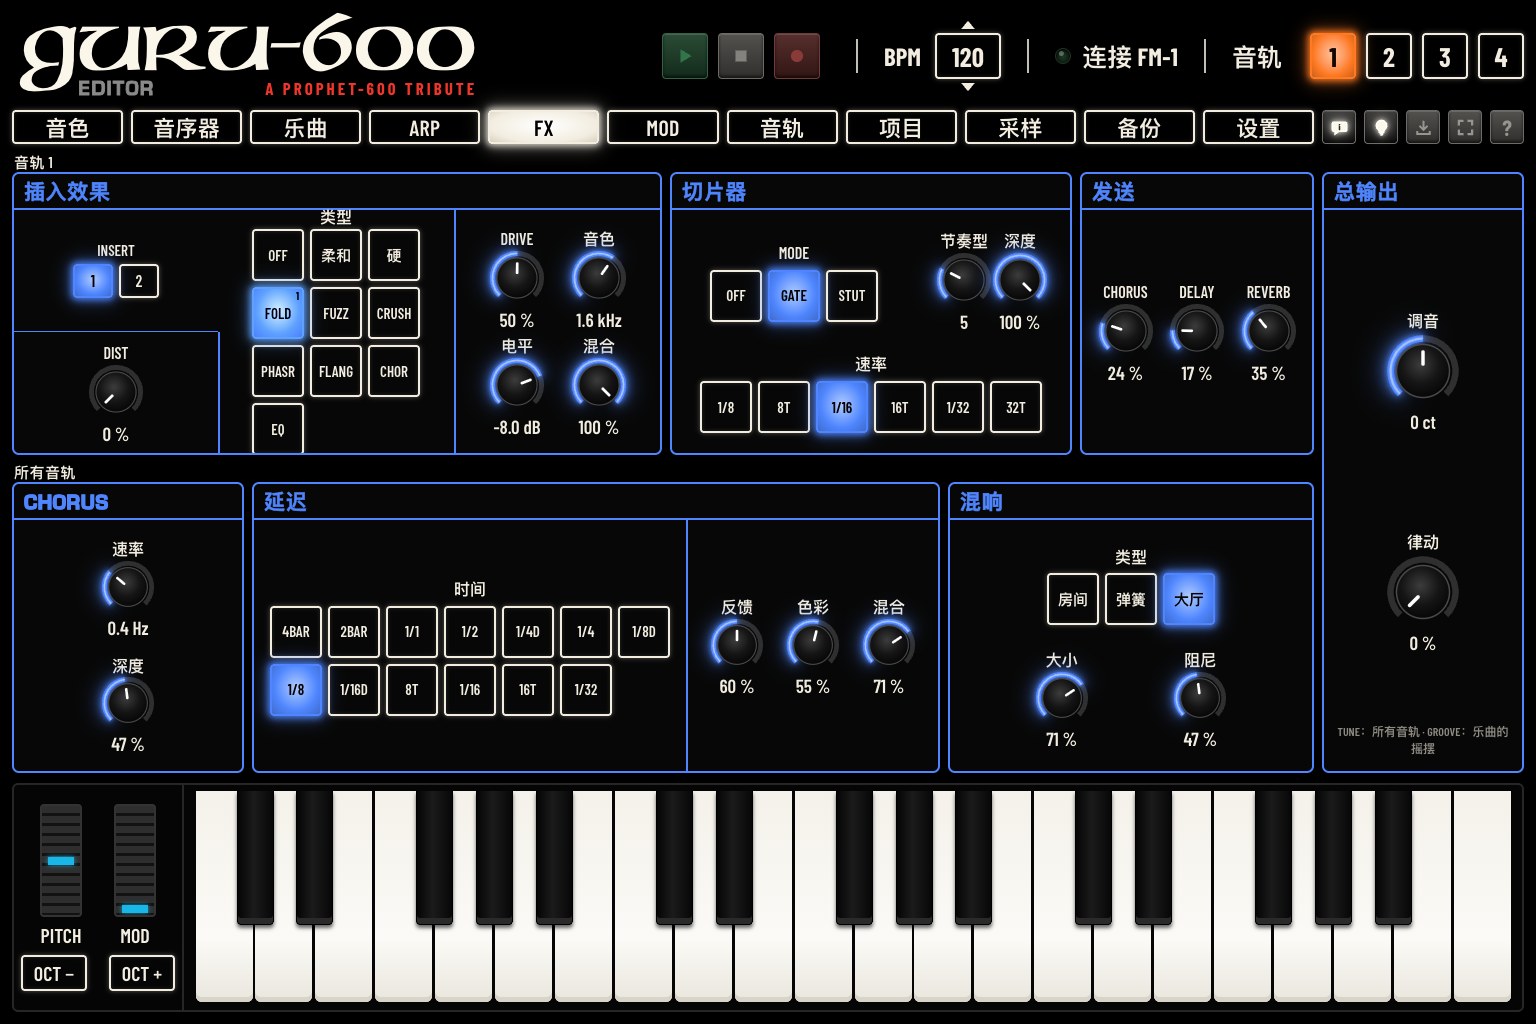 guru-600
EDITOR
A PROPHET-600 TRIBUTE
BPM
120
连接 FM-1
音轨
1
2
3
4
音色
音序器
乐曲
ARP
FX
MOD
音轨
项目
采样
备份
设置
?
音轨 1
插入效果
INSERT
1
2
DIST
0 %
类型
OFF
柔和
硬
FOLD
1
FUZZ
CRUSH
PHASR
FLANG
CHOR
EQ
DRIVE
50 %
音色
1.6 kHz
电平
-8.0 dB
混合
100 %
切片器
MODE
OFF
GATE
STUT
节奏型
5
深度
100 %
速率
1/8
8T
1/16
16T
1/32
32T
发送
CHORUS
24 %
DELAY
17 %
REVERB
35 %
总输出
调音
0 ct
律动
0 %
TUNE: 所有音轨 · GROOVE: 乐曲的
摇摆
所有音轨
CHORUS
速率
0.4 Hz
深度
47 %
延迟
时间
4BAR
2BAR
1/1
1/2
1/4D
1/4
1/8D
1/8
1/16D
8T
1/16
16T
1/32
反馈
60 %
色彩
55 %
混合
71 %
混响
类型
房间
弹簧
大厅
大小
71 %
阻尼
47 %
PITCH
MOD
OCT −
OCT +